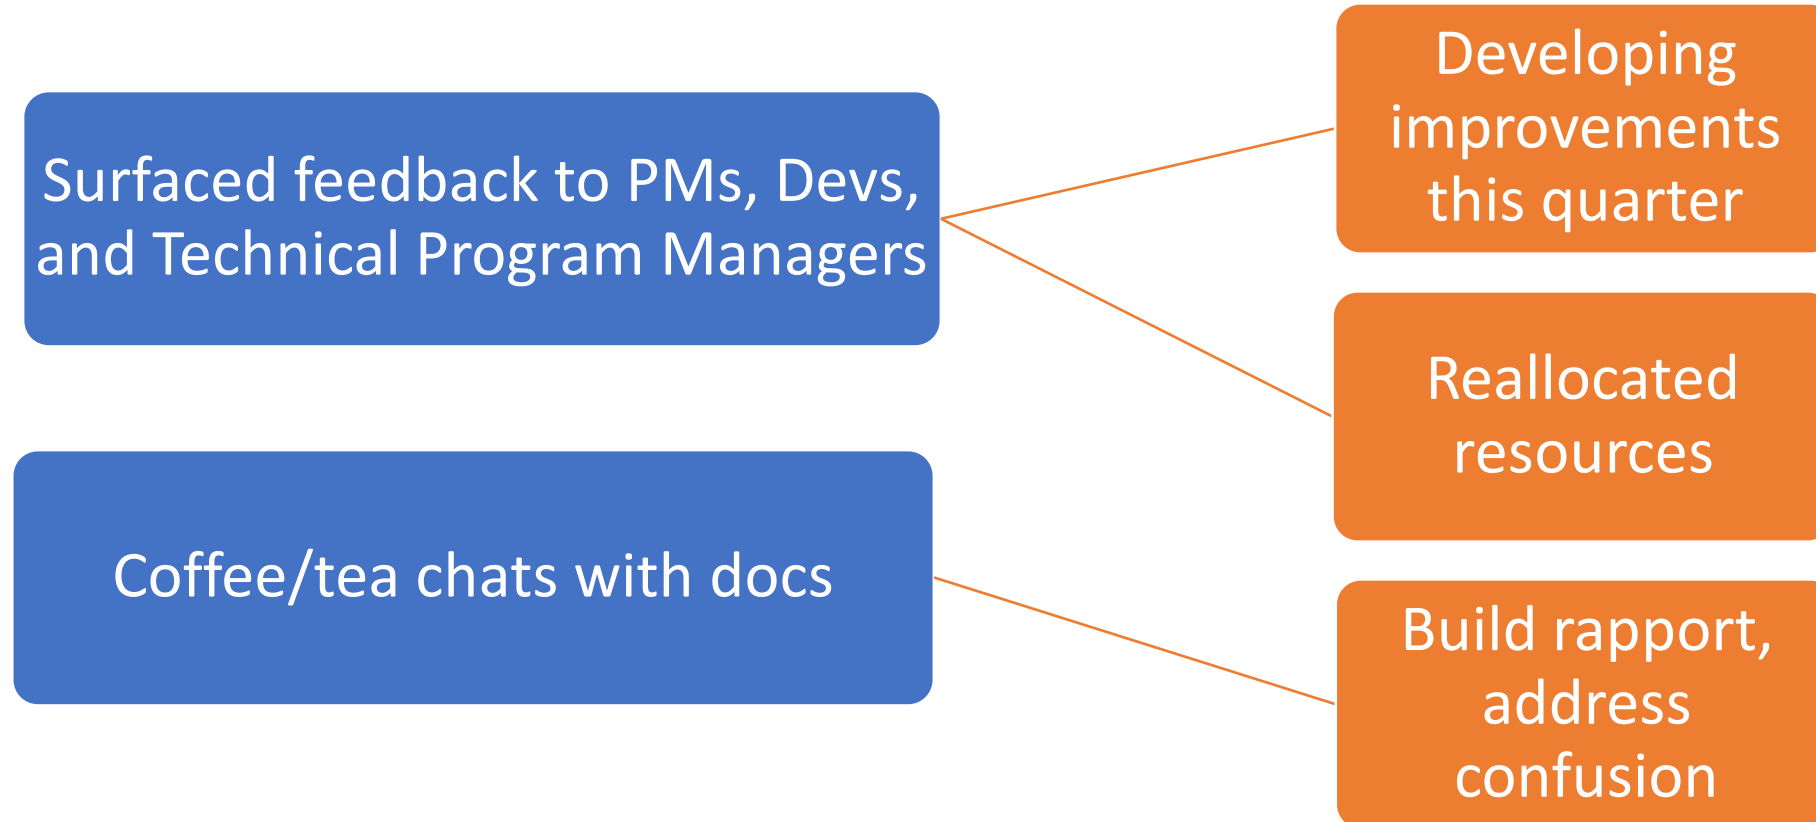 Surfaced feedback to PMs, Devs,
and Technical Program Managers
Developing
improvements
this quarter
Reallocated
resources
Coffee/tea chats with docs
Build rapport,
address
confusion